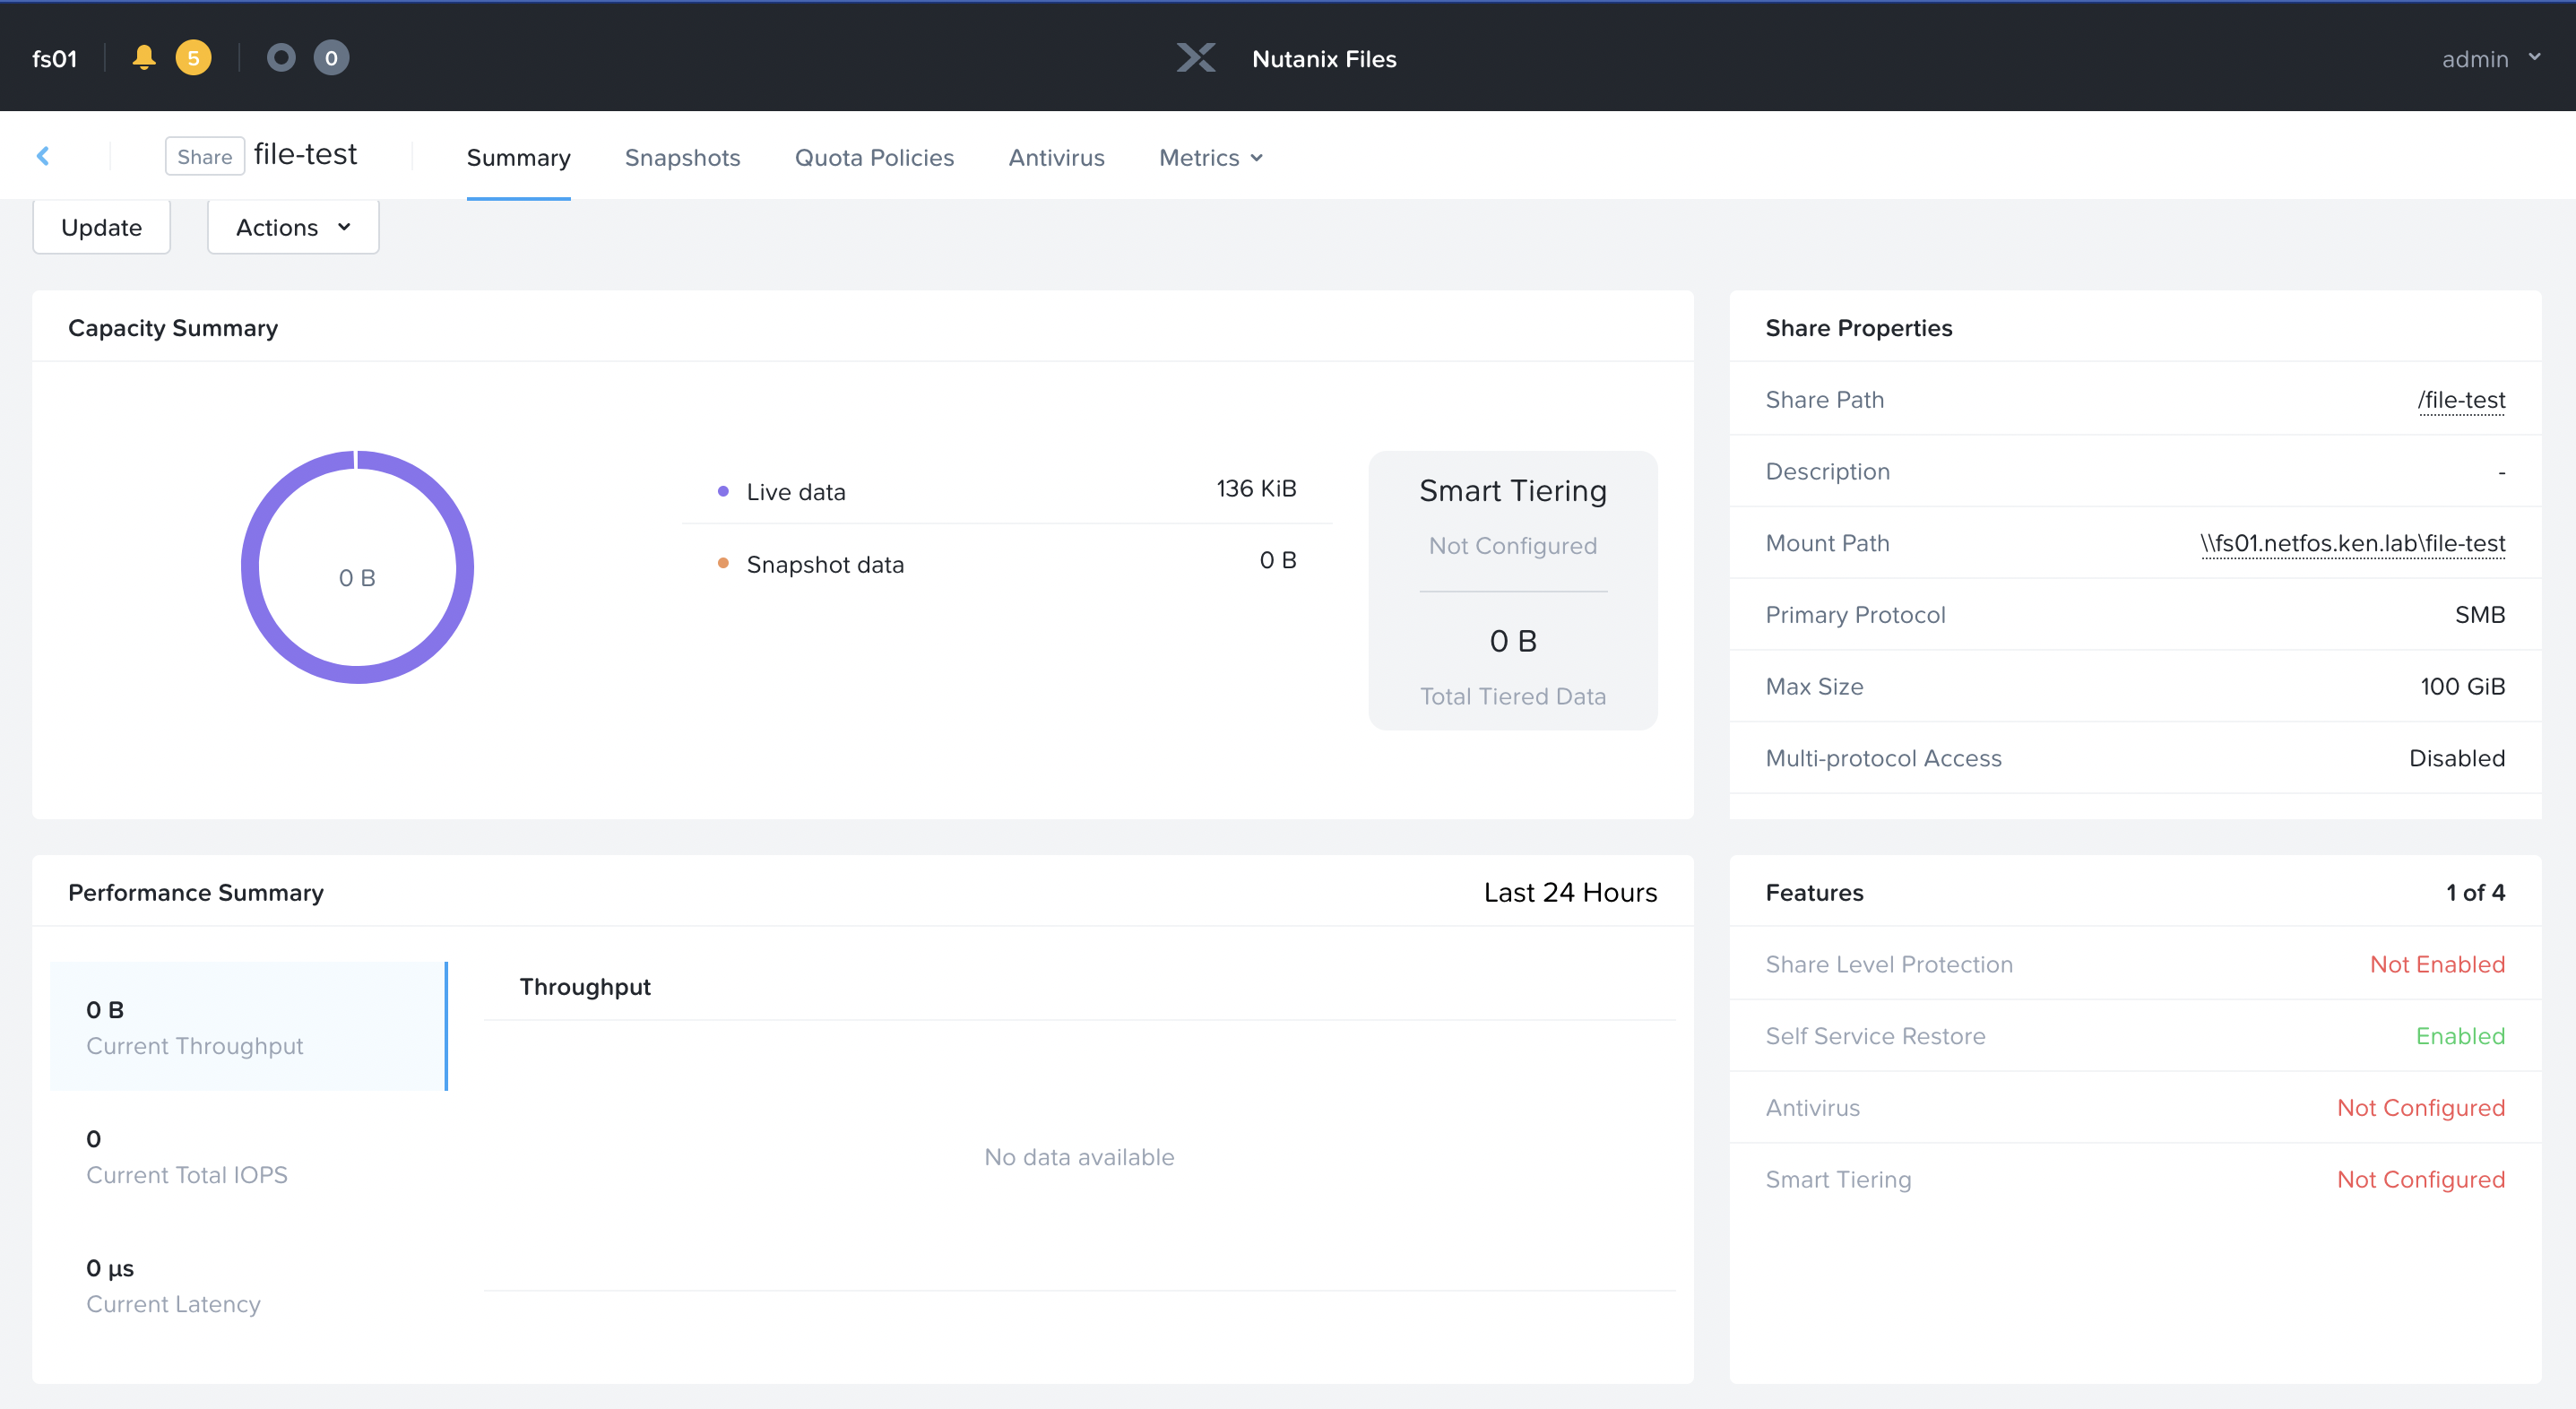 fs01 5 0 Nutanix Files admin
Share file-test Summary Snapshots Quota Policies Antivirus Metrics
Update Actions
Capacity Summary
0 B
Live data 136 KiB
Snapshot data 0 B
Smart Tiering
Not Configured
0 B
Total Tiered Data
Share Properties
Share Path /file-test
Description -
Mount Path \\fs01.netfos.ken.lab\file-test
Primary Protocol SMB
Max Size 100 GiB
Multi-protocol Access Disabled
Performance Summary Last 24 Hours
0 B
Current Throughput
0
Current Total IOPS
0 µs
Current Latency
Throughput
No data available
Features 1 of 4
Share Level Protection Not Enabled
Self Service Restore Enabled
Antivirus Not Configured
Smart Tiering Not Configured